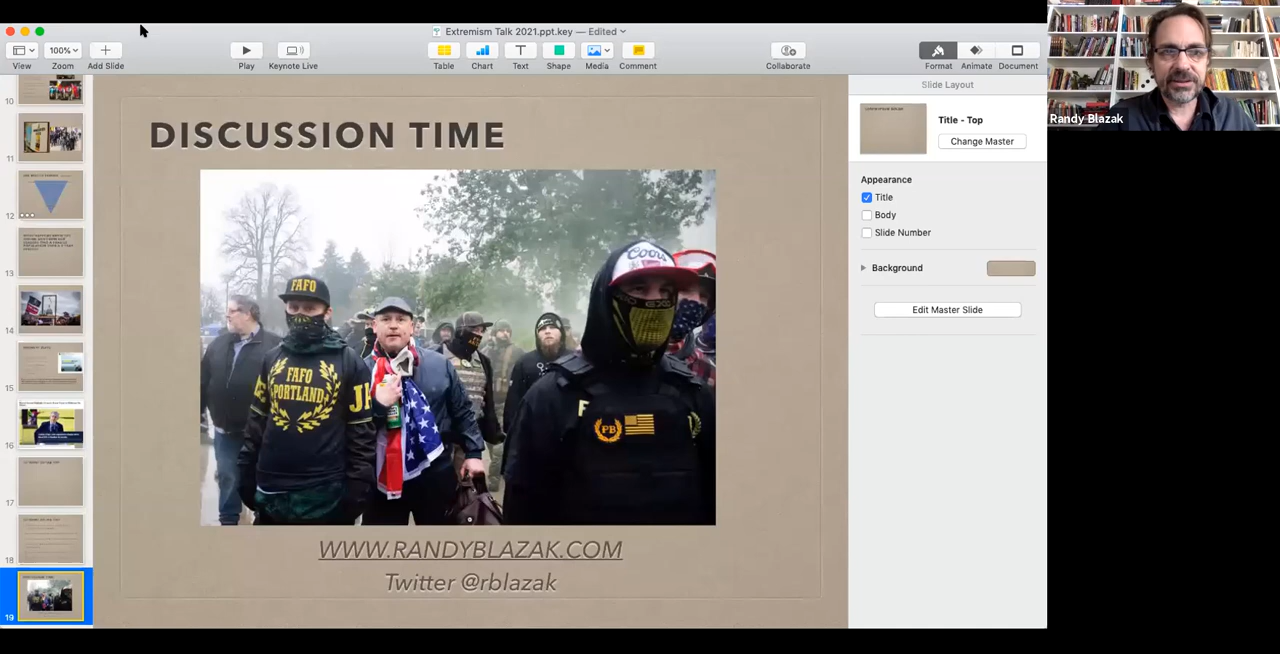 Extremism Talk 2021.ppt.key — Edited
100%
View
Zoom
Add Slide
Play
Keynote Live
Table
Chart
Text
Shape
Media
Comment
Collaborate
Format
Animate
Document
10
11
12
13
14
15
16
17
18
19
DISCUSSION TIME
FAFO
FAFO
PORTLAND
Coors
PB
WWW.RANDYBLAZAK.COM
Twitter @rblazak
Slide Layout
Title - Top
Change Master
Appearance
Title
Body
Slide Number
Background
Edit Master Slide
Randy Blazak